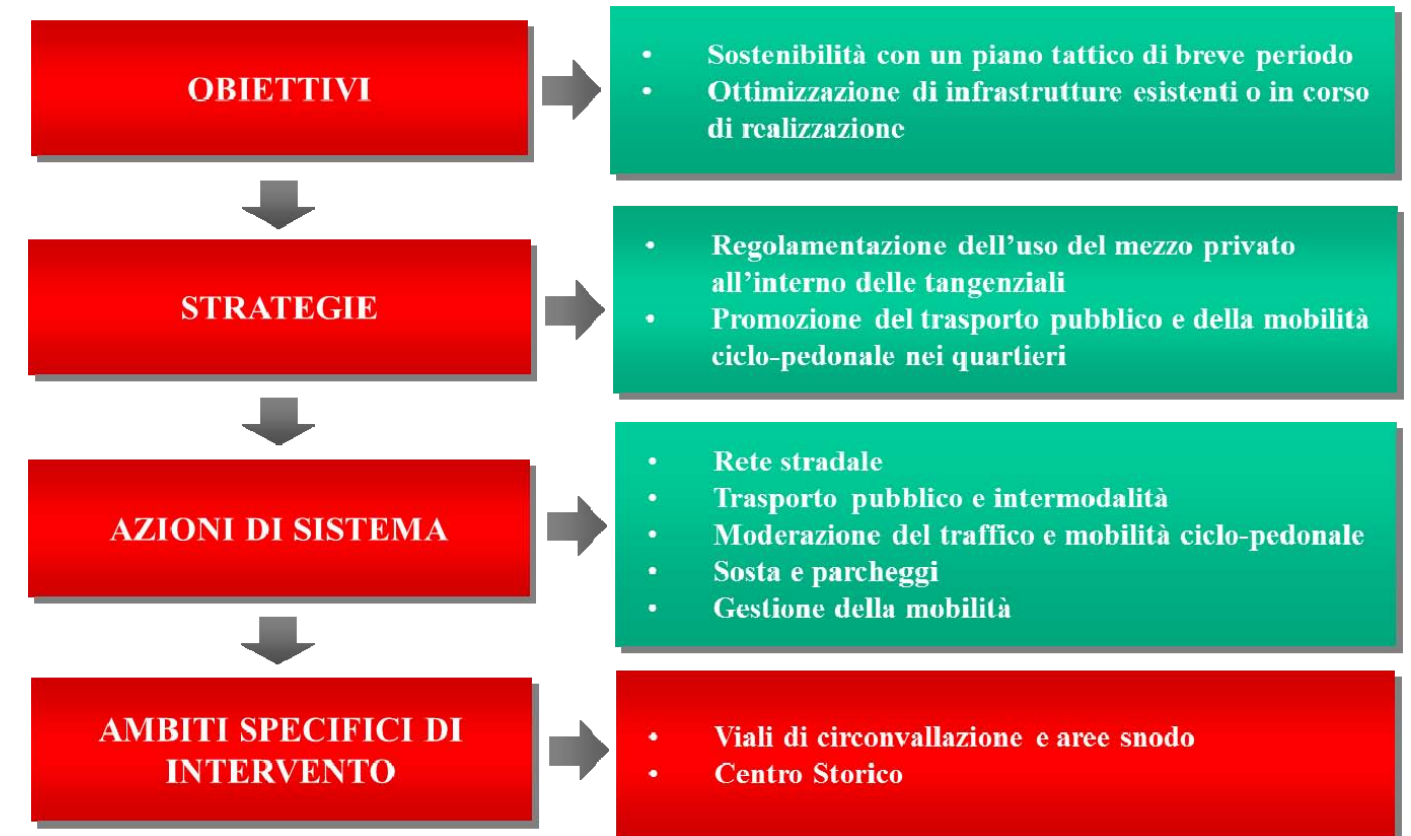 OBIETTIVI
• Sostenibilità con un piano tattico di breve periodo
• Ottimizzazione di infrastrutture esistenti o in corso
di realizzazione
STRATEGIE
• Regolamentazione dell’uso del mezzo privato
all’interno delle tangenziali
• Promozione del trasporto pubblico e della mobilità
ciclo-pedonale nei quartieri
AZIONI DI SISTEMA
• Rete stradale
• Trasporto pubblico e intermodalità
• Moderazione del traffico e mobilità ciclo-pedonale
• Sosta e parcheggi
• Gestione della mobilità
AMBITI SPECIFICI DI
INTERVENTO
• Viali di circonvallazione e aree snodo
• Centro Storico